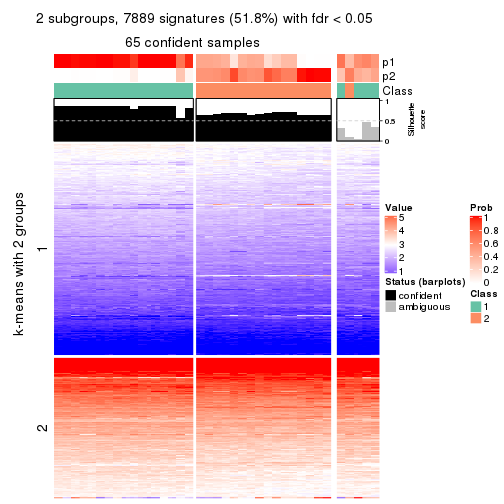 2 subgroups, 7889 signatures (51.8%) with fdr < 0.05
65 confident samples
p1
p2
Class
1
0.5
0
Silhouette
score
k-means with 2 groups
1
2
Value
5
4
3
2
1
Status (barplots)
confident
ambiguous
Prob
1
0.8
0.6
0.4
0.2
0
Class
1
2